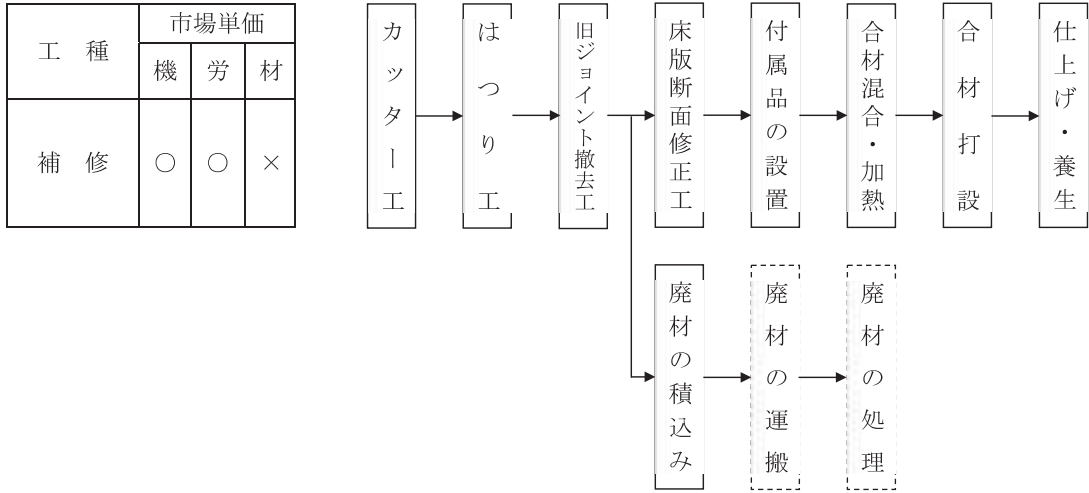 工種
市場単価
機 労 材
補修 ○ ○ ×
カッター工
はつり工
旧ジョイント撤去工
床版断面修正工
付属品の設置
合材混合・加熱
合材打設
仕上げ・養生
廃材の積込み
廃材の運搬
廃材の処理